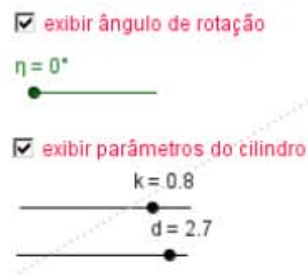 exibir ângulo de rotação
η = 0°
exibir parâmetros do cilindro
k = 0.8
d = 2.7